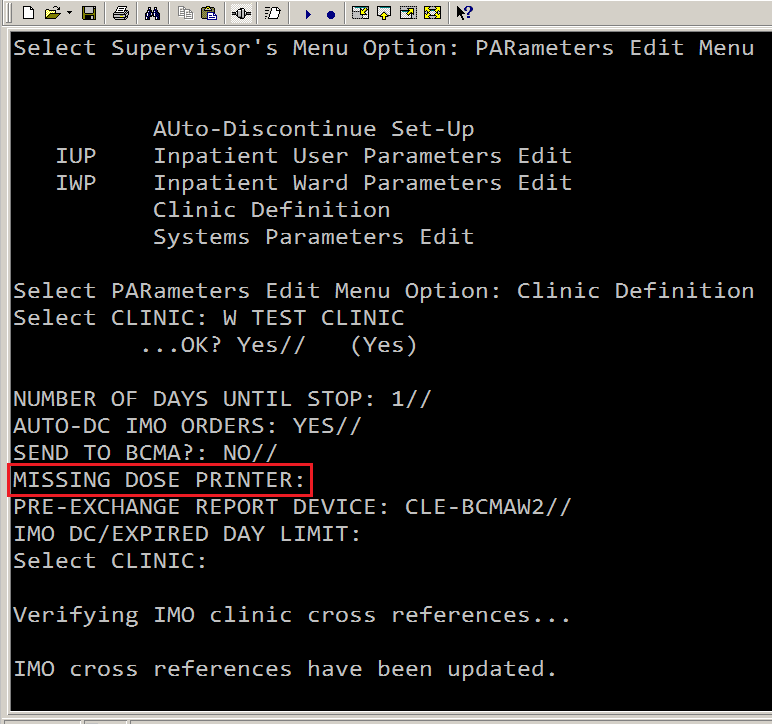 Select Supervisor's Menu Option: PARameters Edit Menu
AUto-Discontinue Set-Up
IUP Inpatient User Parameters Edit
IWP Inpatient Ward Parameters Edit
Clinic Definition
Systems Parameters Edit
Select PARameters Edit Menu Option: Clinic Definition
Select CLINIC: W TEST CLINIC
...OK? Yes// (Yes)
NUMBER OF DAYS UNTIL STOP: 1//
AUTO-DC IMO ORDERS: YES//
SEND TO BCMA?: NO//
MISSING DOSE PRINTER:
PRE-EXCHANGE REPORT DEVICE: CLE-BCMAW2//
IMO DC/EXPIRED DAY LIMIT:
Select CLINIC:
Verifying IMO clinic cross references...
IMO cross references have been updated.